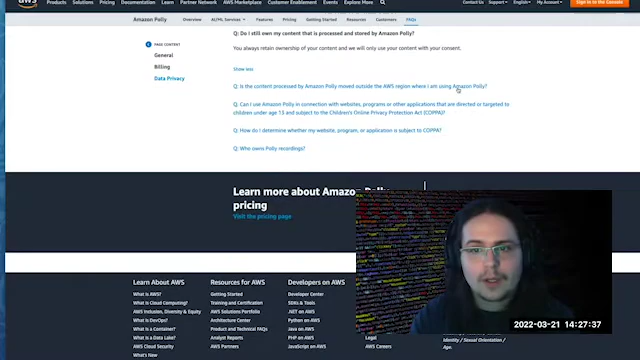 aws
Products Solutions Pricing Documentation Learn Partner Network AWS Marketplace Customer Enablement Events Explore More
Contact Us Support English My Account Sign In to the Console
Amazon Polly
Overview AI/ML Services Features Pricing Getting Started Resources Customers FAQs
PAGE CONTENT
General
Billing
Data Privacy
Q: Do I still own my content that is processed and stored by Amazon Polly?
You always retain ownership of your content and we will only use your content with your consent.
Show less
Q: Is the content processed by Amazon Polly moved outside the AWS region where I am using Amazon Polly?
Q: Can I use Amazon Polly in connection with websites, programs or other applications that are directed or targeted to
children under age 13 and subject to the Children's Online Privacy Protection Act (COPPA)?
Q: How do I determine whether my website, program, or application is subject to COPPA?
Q: Who owns Polly recordings?
Learn more about Amazon Polly
pricing
Visit the pricing page
Learn About AWS
What Is AWS?
What Is Cloud Computing?
AWS Inclusion, Diversity & Equity
What Is DevOps?
What Is a Container?
What Is a Data Lake?
AWS Cloud Security
What's New
Resources for AWS
Getting Started
Training and Certification
AWS Solutions Portfolio
Architecture Center
Product and Technical FAQs
Analyst Reports
AWS Partners
Developers on AWS
Developer Center
SDKs & Tools
.NET on AWS
Python on AWS
Java on AWS
PHP on AWS
JavaScript on AWS
Legal
AWS Careers
/ Sexual Orientation /
Age.
2022-03-21 14:27:37